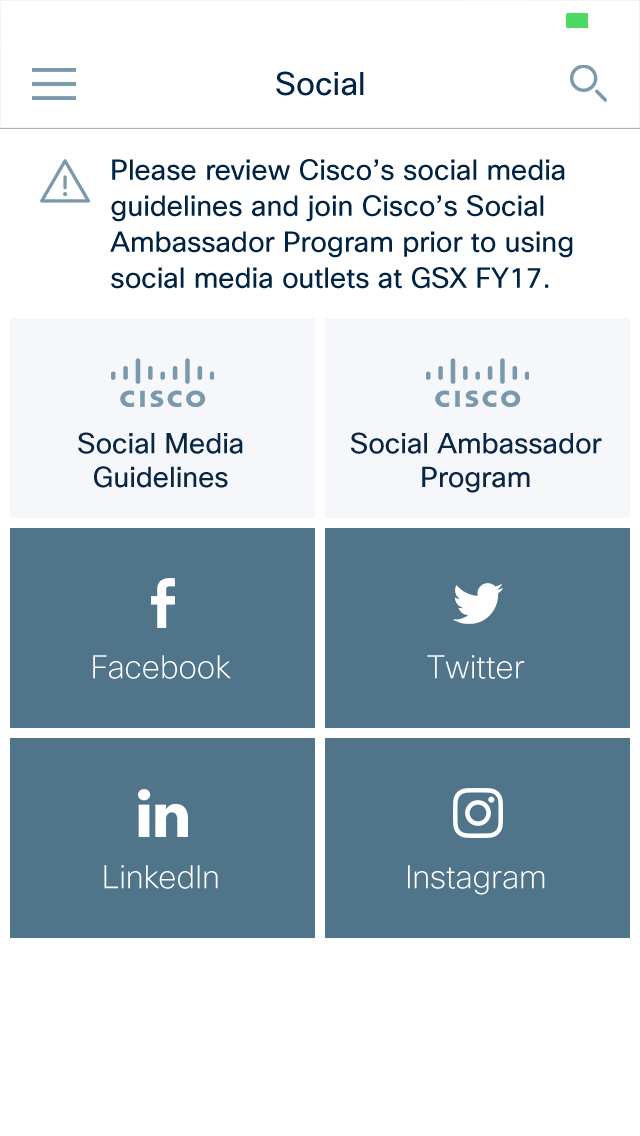 Social
Please review Cisco’s social media
guidelines and join Cisco’s Social
Ambassador Program prior to using
social media outlets at GSX FY17.
CISCO
Social Media
Guidelines
CISCO
Social Ambassador
Program
Facebook
Twitter
in
LinkedIn
Instagram